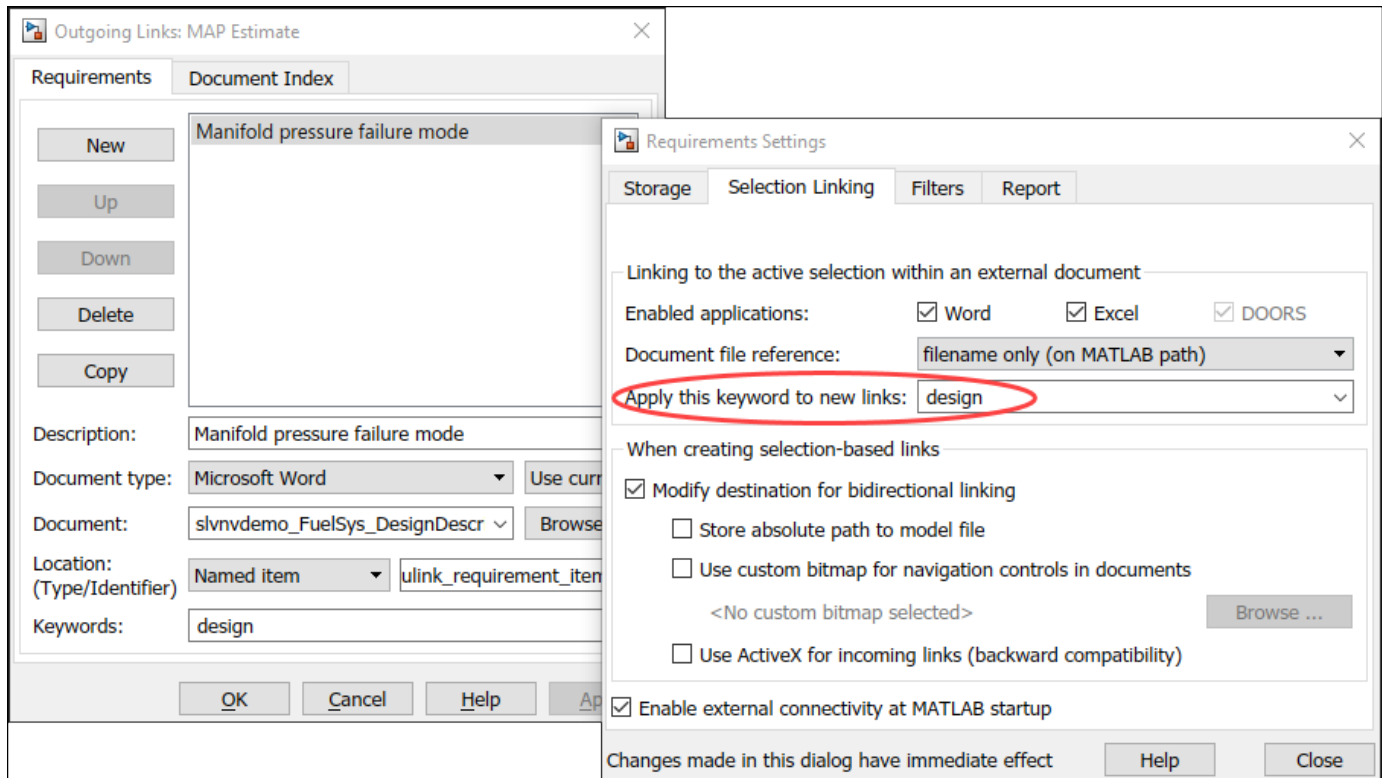 Outgoing Links: MAP Estimate
Requirements Document Index
New
Up
Down
Delete
Copy
Manifold pressure failure mode
Description: Manifold pressure failure mode
Document type: Microsoft Word Use curr
Document: slvnvdemo_FuelSys_DesignDescr Browse
Location:
(Type/Identifier) Named item ulink_requirement_item
Keywords: design
OK Cancel Help Ap
Requirements Settings
Storage Selection Linking Filters Report
Linking to the active selection within an external document
Enabled applications: Word Excel DOORS
Document file reference: filename only (on MATLAB path)
Apply this keyword to new links: design
When creating selection-based links
Modify destination for bidirectional linking
Store absolute path to model file
Use custom bitmap for navigation controls in documents
<No custom bitmap selected> Browse ...
Use ActiveX for incoming links (backward compatibility)
Enable external connectivity at MATLAB startup
Changes made in this dialog have immediate effect Help Close